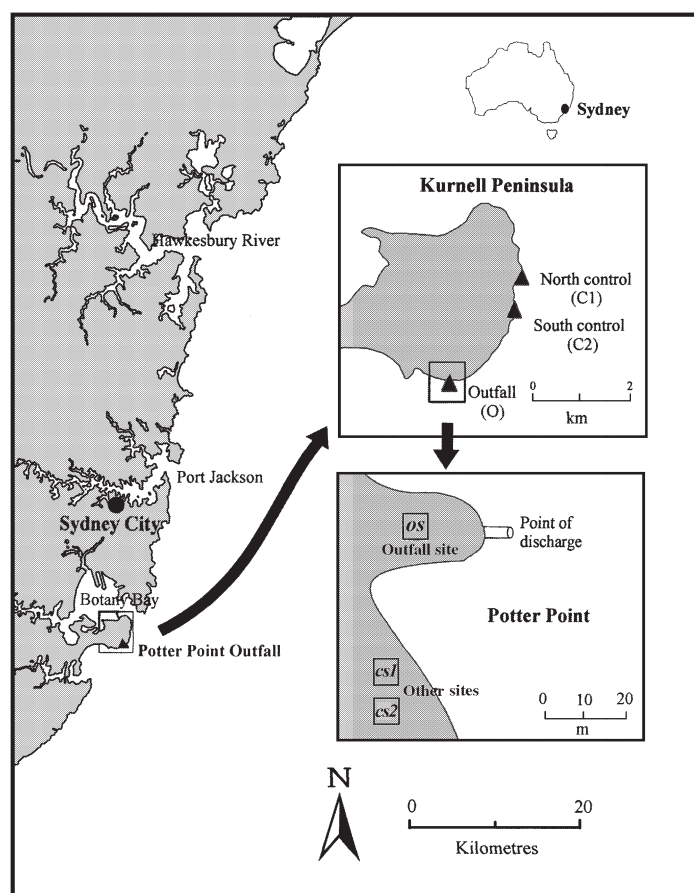 Sydney
Kurnell Peninsula
Hawkesbury River
North control
(C1)
South control
(C2)
Outfall
(O)
0 2
km
Port Jackson
Sydney City
os
Outfall site
Point of
discharge
Botany Bay
Potter Point Outfall
Potter Point
cs1
Other sites
cs2
0 10 20
m
N
0 20
Kilometres